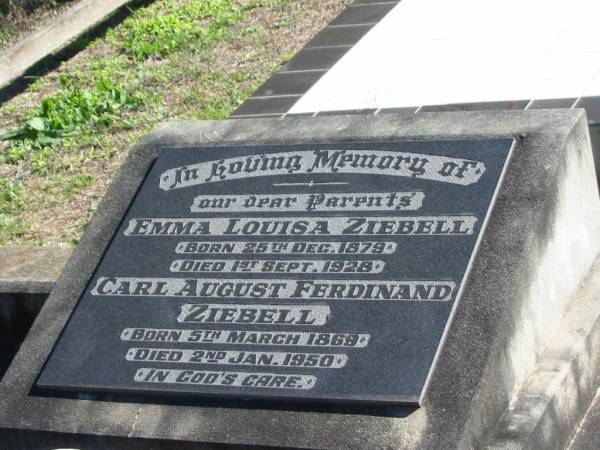 ·In Loving Memory of·
our dear Parents
Emma Louisa Ziebell
·Born 25th Dec. 1879·
·Died 1st Sept. 1928·
Carl August Ferdinand
Ziebell
·Born 5th March 1869·
·Died 2nd Jan. 1950·
·In God's care.·